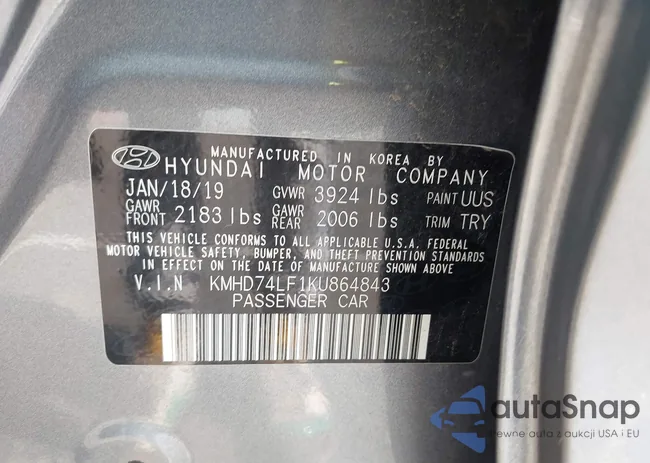 MANUFACTURED IN KOREA BY
HYUNDAI MOTOR COMPANY
JAN/18/19 GVWR 3924 lbs PAINT UUS
GAWR FRONT 2183 lbs GAWR REAR 2006 lbs TRIM TRY
THIS VEHICLE CONFORMS TO ALL APPLICABLE U.S.A. FEDERAL
MOTOR VEHICLE SAFETY, BUMPER, AND THEFT PREVENTION
STANDARDS IN EFFECT ON THE DATE OF MANUFACTURE SHOWN ABOVE
V.I.N KMHD74LF1KU864843
PASSENGER CAR
autaSnap
Pewne auta z aukcji USA i EU